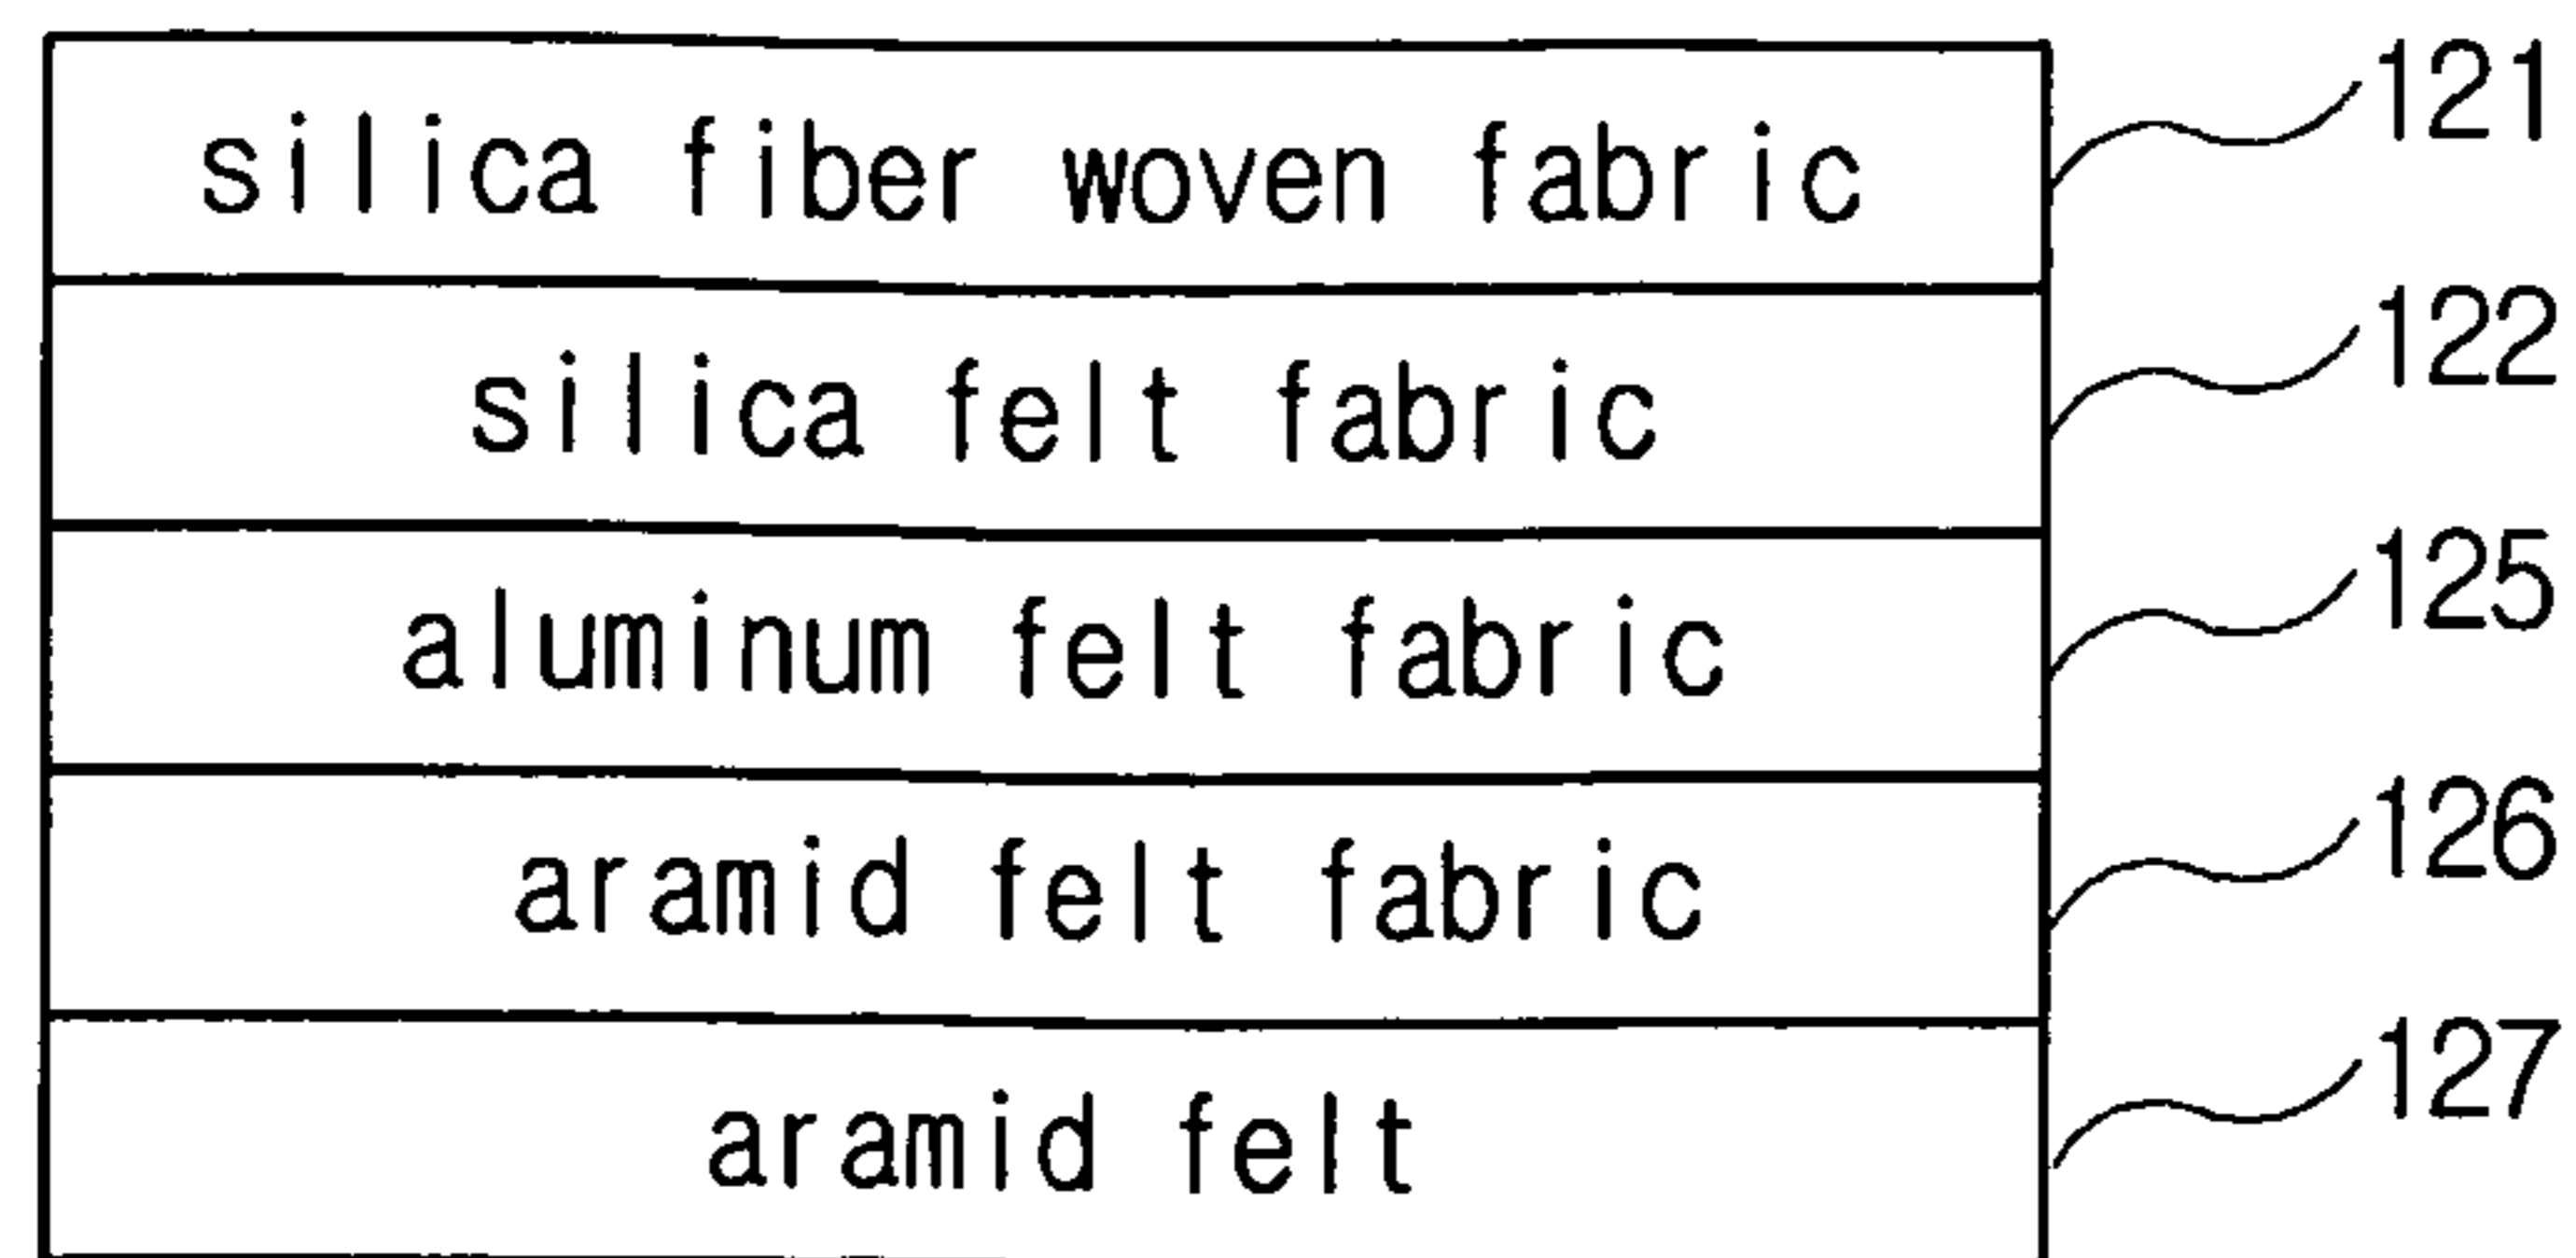 silica fiber woven fabric 121
silica felt fabric 122
aluminum felt fabric 125
aramid felt fabric 126
aramid felt 127